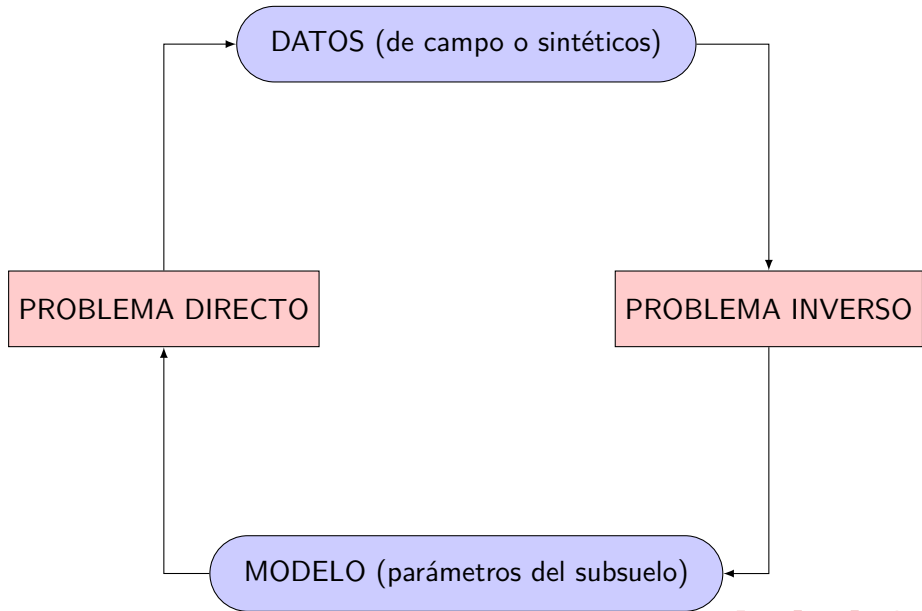 DATOS (de campo o sintéticos)
PROBLEMA DIRECTO
PROBLEMA INVERSO
MODELO (parámetros del subsuelo)